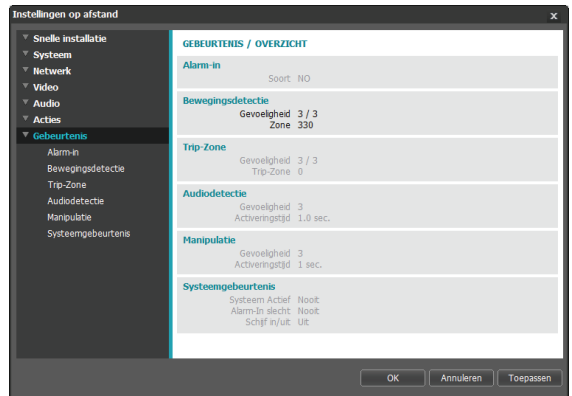 Instellingen op afstand x
Snelle installatie
Systeem
Netwerk
Video
Audio
Acties
Gebeurtenis
Alarm-in
Bewegingsdetectie
Trip-Zone
Audiodetectie
Manipulatie
Systeemgebeurtenis
GEBEURTENIS / OVERZICHT
Alarm-in
Soort NO
Bewegingsdetectie
Gevoeligheid 3 / 3
Zone 330
Trip-Zone
Gevoeligheid 3 / 3
Trip-Zone 0
Audiodetectie
Gevoeligheid 3
Activeringstijd 1.0 sec.
Manipulatie
Gevoeligheid 3
Activeringstijd 1 sec.
Systeemgebeurtenis
Systeem Actief Nooit
Alarm-In slecht Nooit
Schijf in/uit Uit
OK Annuleren Toepassen